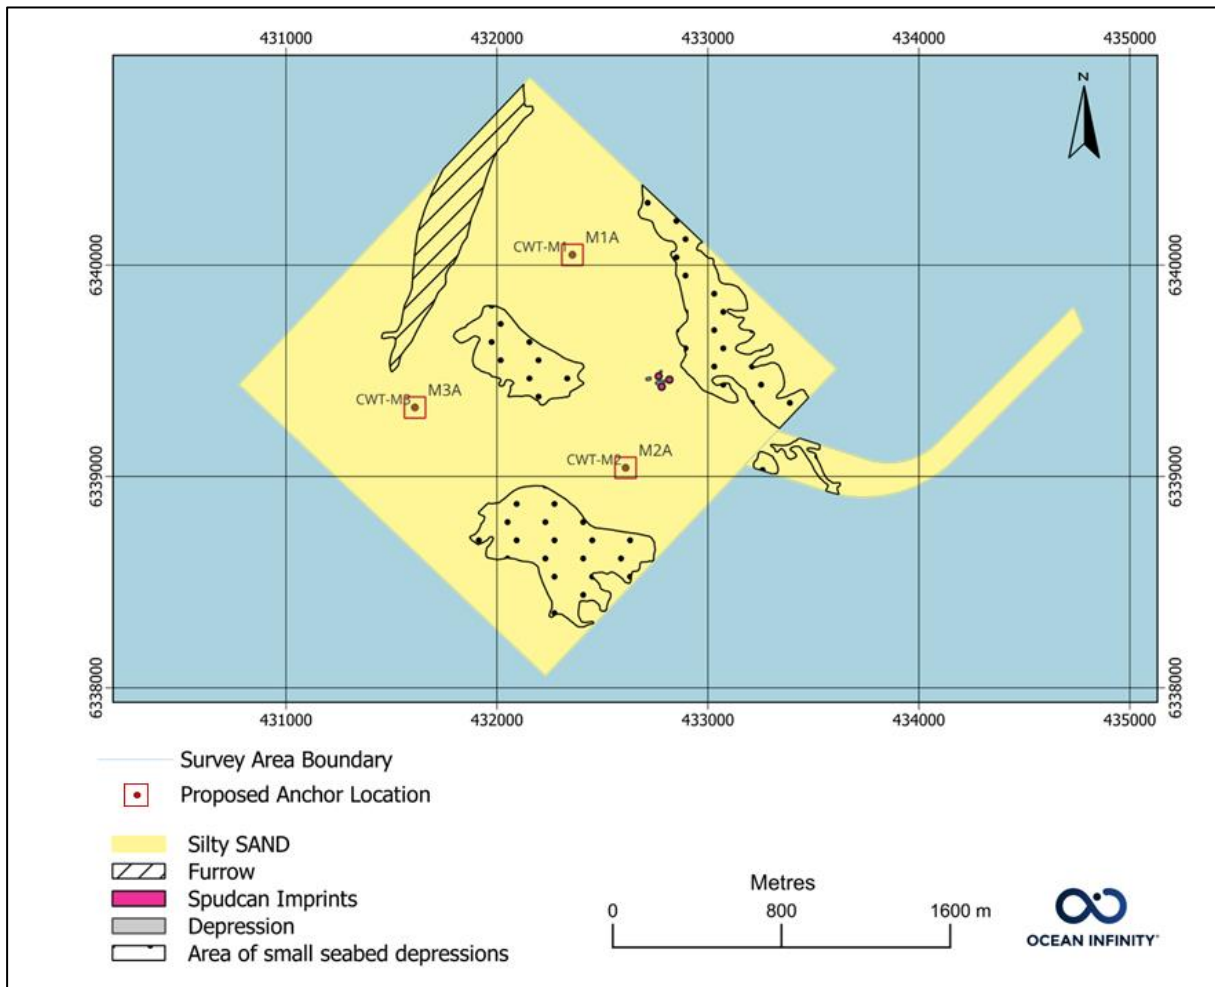 431000 432000 433000 434000 435000
N
6340000 6340000
CWT-M1 M1A
CWT-M3 M3A
CWT-M2 M2A
6339000 6339000
6338000 6338000
431000 432000 433000 434000 435000
Survey Area Boundary
Proposed Anchor Location
Silty SAND
Furrow
Spudcan Imprints
Depression
Area of small seabed depressions
Metres
0 800 1600 m
OCEAN INFINITY